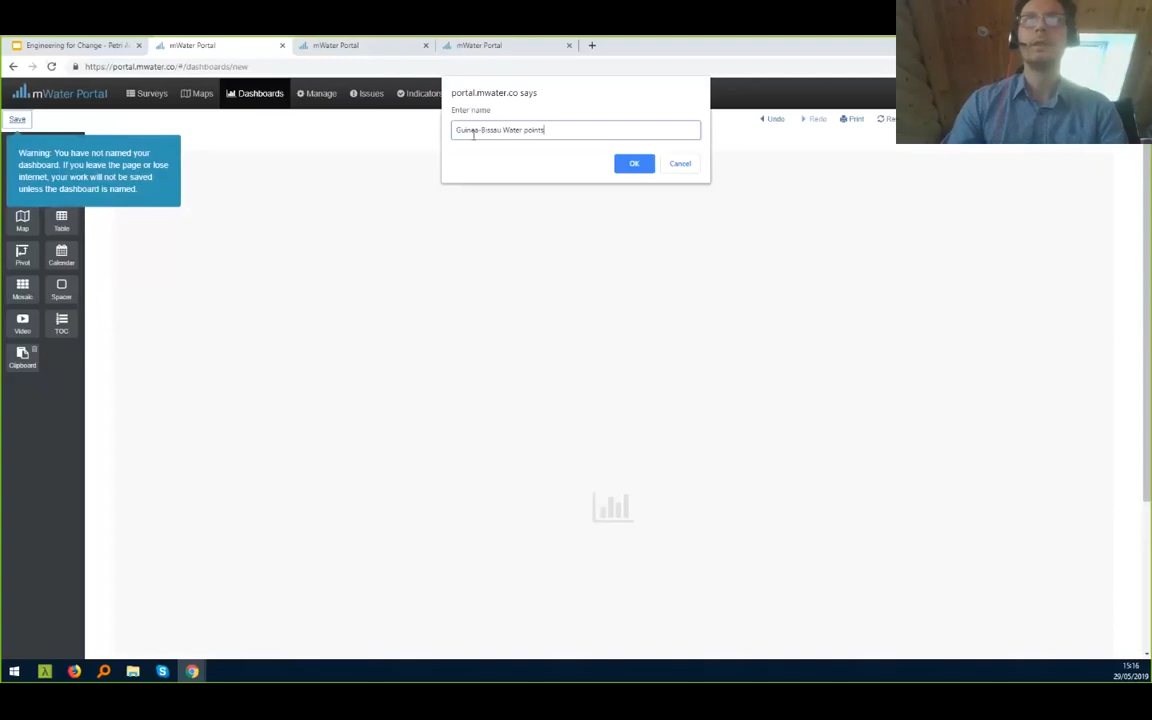 Engineering for Change - Petri A
mWater Portal
mWater Portal
mWater Portal
https://portal.mwater.co/#/dashboards/new
mWater Portal
Surveys
Maps
Dashboards
Manage
Issues
Indicators
portal.mwater.co says
Enter name
Guinea-Bissau Water points
OK
Cancel
Save
Undo
Redo
Print
Warning: You have not named your
dashboard. If you leave the page or lose
internet, your work will not be saved
unless the dashboard is named.
Map
Table
Pivot
Calendar
Mosaic
Spacer
Video
TOC
Clipboard
15:16
29/05/2019